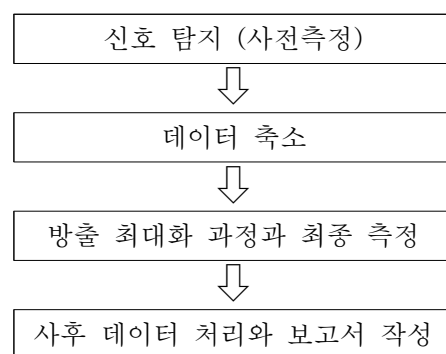 신호 탐지 (사전측정)
데이터 축소
방출 최대화 과정과 최종 측정
사후 데이터 처리와 보고서 작성